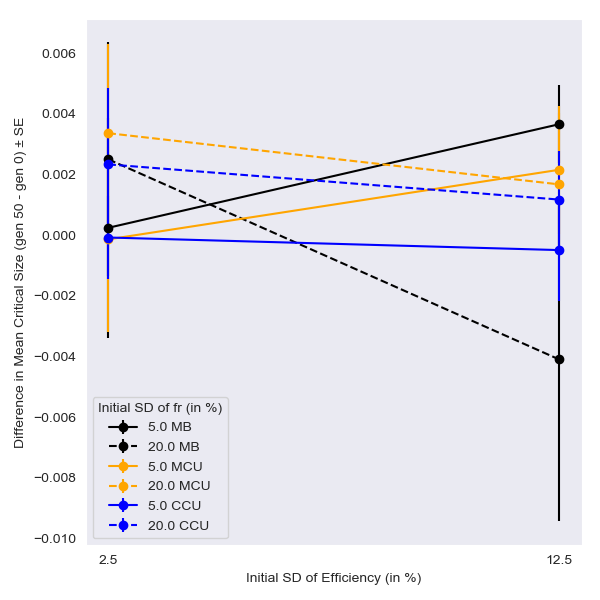 Difference in Mean Critical Size (gen 50 - gen 0) ± SE
0.006
0.004
0.002
0.000
−0.002
−0.004
−0.006
−0.008
−0.010
Initial SD of fr (in %)
5.0 MB
20.0 MB
5.0 MCU
20.0 MCU
5.0 CCU
20.0 CCU
2.5
12.5
Initial SD of Efficiency (in %)